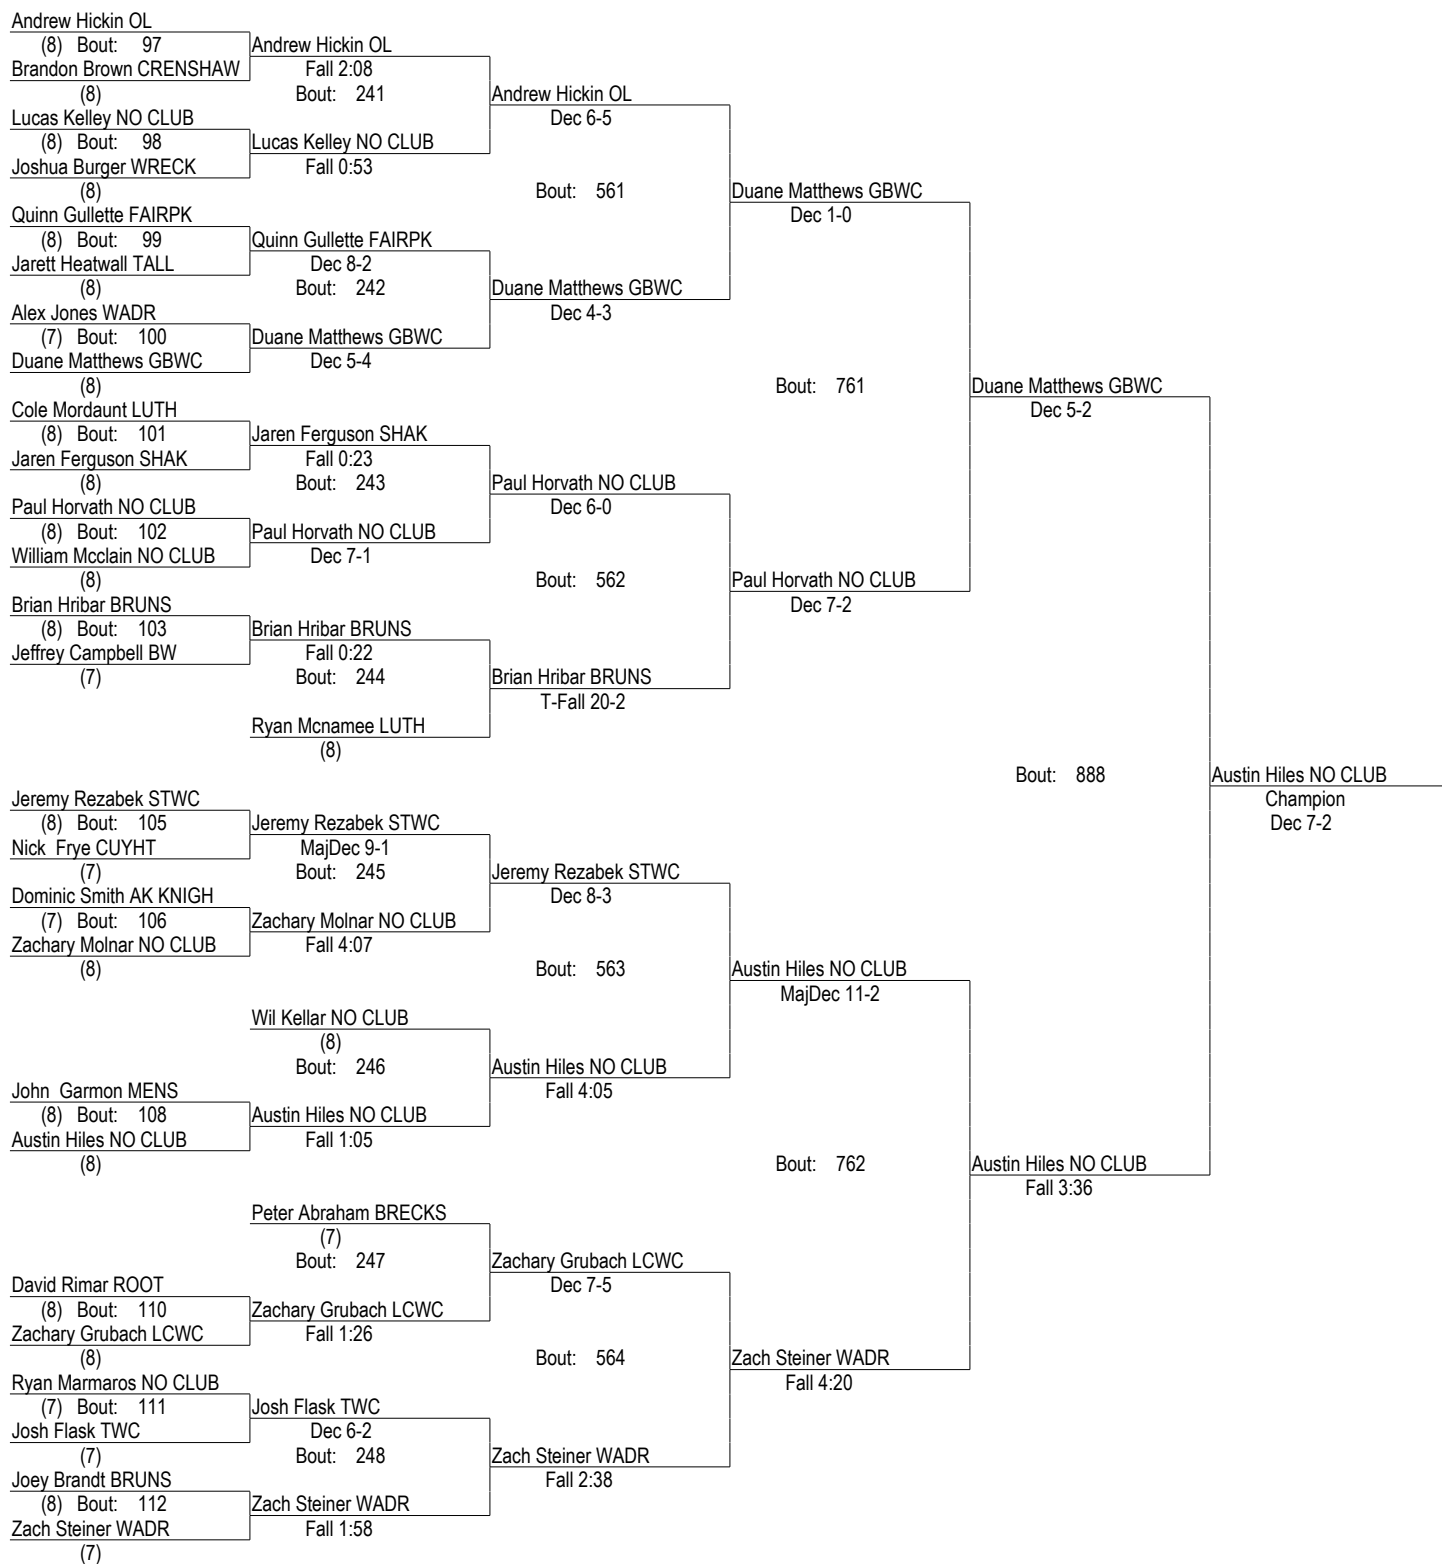 Andrew Hickin OL
(8) Bout: 97
Andrew Hickin OL
Brandon Brown CRENSHAW
Fall 2:08
(8)
Bout: 241
Andrew Hickin OL
Lucas Kelley NO CLUB
Dec 6-5
(8) Bout: 98
Lucas Kelley NO CLUB
Joshua Burger WRECK
Fall 0:53
(8)
Bout: 561
Duane Matthews GBWC
Quinn Gullette FAIRPK
Dec 1-0
(8) Bout: 99
Quinn Gullette FAIRPK
Jarett Heatwall TALL
Dec 8-2
(8)
Bout: 242
Duane Matthews GBWC
Alex Jones WADR
Dec 4-3
(7) Bout: 100
Duane Matthews GBWC
Duane Matthews GBWC
Dec 5-4
(8)
Bout: 761
Duane Matthews GBWC
Cole Mordaunt LUTH
Dec 5-2
(8) Bout: 101
Jaren Ferguson SHAK
Jaren Ferguson SHAK
Fall 0:23
(8)
Bout: 243
Paul Horvath NO CLUB
Paul Horvath NO CLUB
Dec 6-0
(8) Bout: 102
Paul Horvath NO CLUB
William Mcclain NO CLUB
Dec 7-1
(8)
Bout: 562
Paul Horvath NO CLUB
Brian Hribar BRUNS
Dec 7-2
(8) Bout: 103
Brian Hribar BRUNS
Jeffrey Campbell BW
Fall 0:22
(7)
Bout: 244
Brian Hribar BRUNS
T-Fall 20-2
Ryan Mcnamee LUTH
(8)
Bout: 888
Austin Hiles NO CLUB
Jeremy Rezabek STWC
Champion
(8) Bout: 105
Jeremy Rezabek STWC
Dec 7-2
Nick Frye CUYHT
MajDec 9-1
(7)
Bout: 245
Jeremy Rezabek STWC
Dominic Smith AK KNIGH
Dec 8-3
(7) Bout: 106
Zachary Molnar NO CLUB
Zachary Molnar NO CLUB
Fall 4:07
(8)
Bout: 563
Austin Hiles NO CLUB
MajDec 11-2
Wil Kellar NO CLUB
(8)
Bout: 246
Austin Hiles NO CLUB
John Garmon MENS
Fall 4:05
(8) Bout: 108
Austin Hiles NO CLUB
Austin Hiles NO CLUB
Fall 1:05
(8)
Bout: 762
Austin Hiles NO CLUB
Fall 3:36
Peter Abraham BRECKS
(7)
Bout: 247
Zachary Grubach LCWC
David Rimar ROOT
Dec 7-5
(8) Bout: 110
Zachary Grubach LCWC
Zachary Grubach LCWC
Fall 1:26
(8)
Bout: 564
Zach Steiner WADR
Ryan Marmaros NO CLUB
Fall 4:20
(7) Bout: 111
Josh Flask TWC
Josh Flask TWC
Dec 6-2
(7)
Bout: 248
Zach Steiner WADR
Joey Brandt BRUNS
Fall 2:38
(8) Bout: 112
Zach Steiner WADR
Zach Steiner WADR
Fall 1:58
(7)